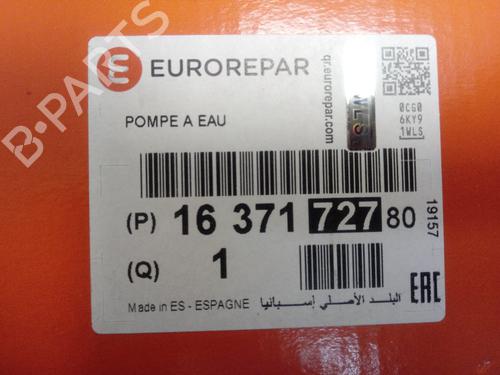 EUROREPAR
qr.eurorepar.com
0CG0
6KY9
1WLS
POMPE A EAU
(P) 16 371 727 80
19157
(Q) 1
Made in ES - ESPAGNE البلد الأصلي إسبانيا
EAC
B-PARTS